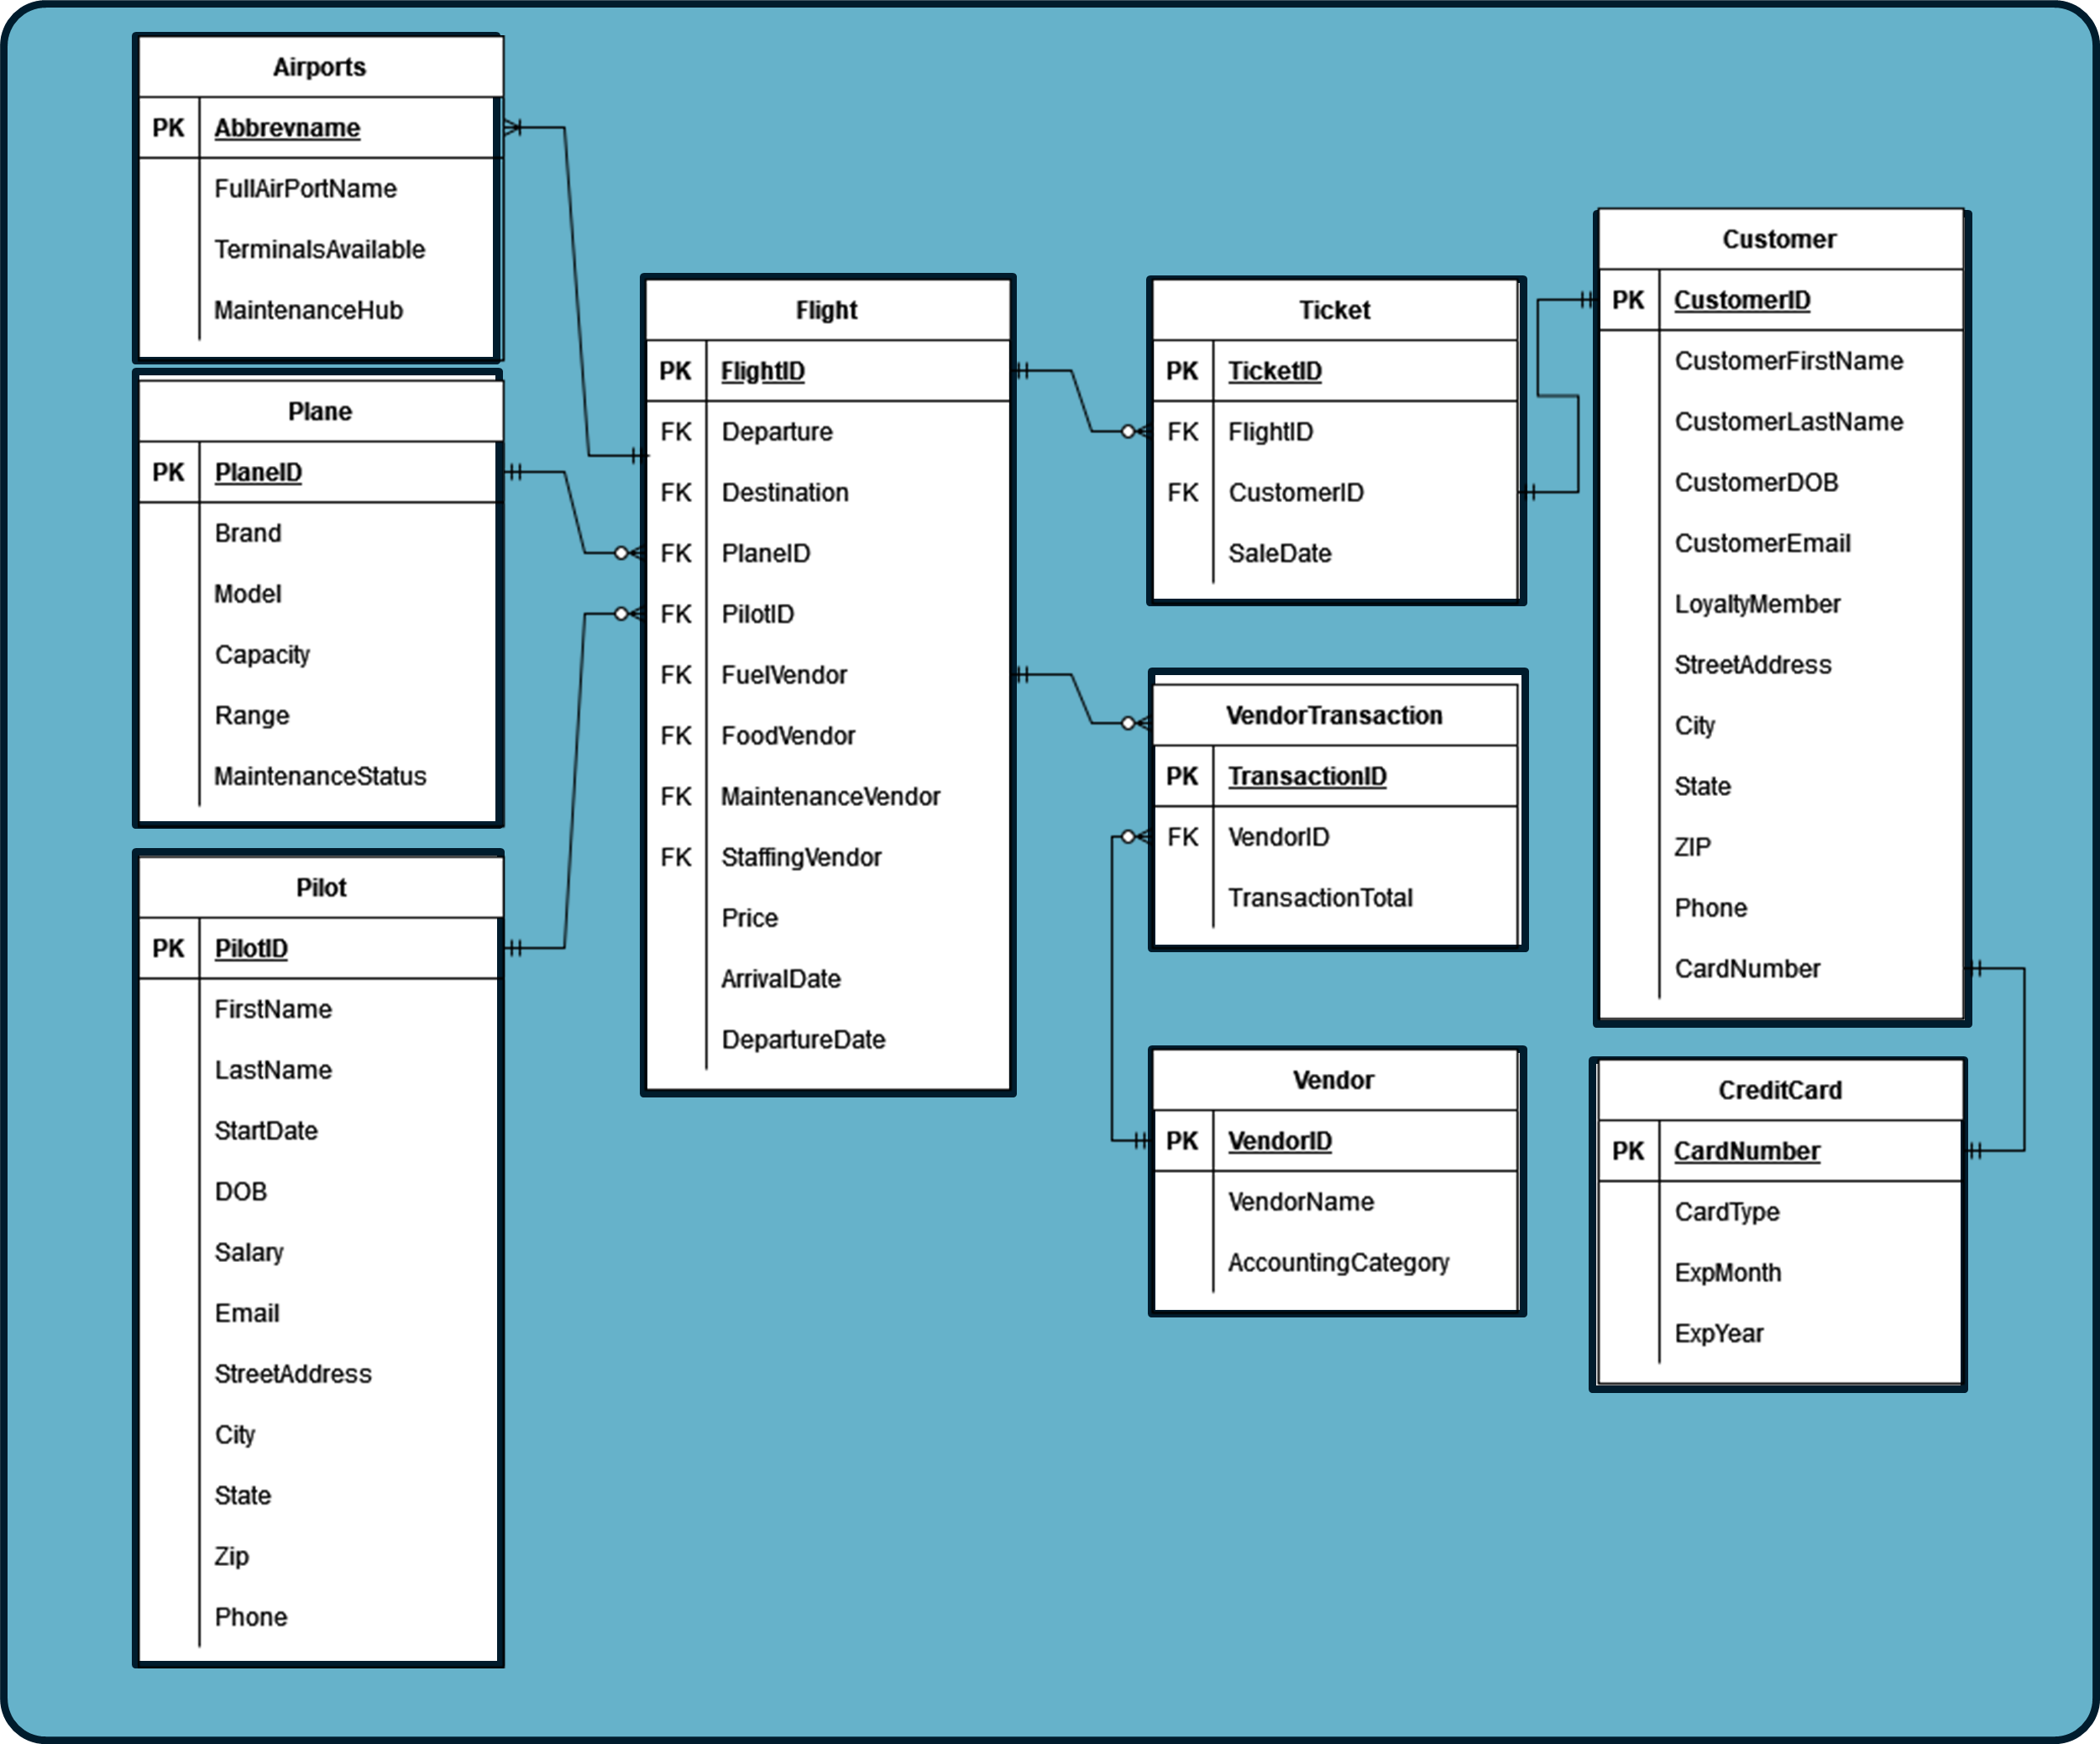 Airports
PK Abbrevname
FullAirPortName
TerminalsAvailable
MaintenanceHub
Plane
PK PlaneID
Brand
Model
Capacity
Range
MaintenanceStatus
Pilot
PK PilotID
FirstName
LastName
StartDate
DOB
Salary
Email
StreetAddress
City
State
Zip
Phone
Flight
PK FlightID
FK Departure
FK Destination
FK PlaneID
FK PilotID
FK FuelVendor
FK FoodVendor
FK MaintenanceVendor
FK StaffingVendor
Price
ArrivalDate
DepartureDate
Ticket
PK TicketID
FK FlightID
FK CustomerID
SaleDate
VendorTransaction
PK TransactionID
FK VendorID
TransactionTotal
Vendor
PK VendorID
VendorName
AccountingCategory
Customer
PK CustomerID
CustomerFirstName
CustomerLastName
CustomerDOB
CustomerEmail
LoyaltyMember
StreetAddress
City
State
ZIP
Phone
CardNumber
CreditCard
PK CardNumber
CardType
ExpMonth
ExpYear